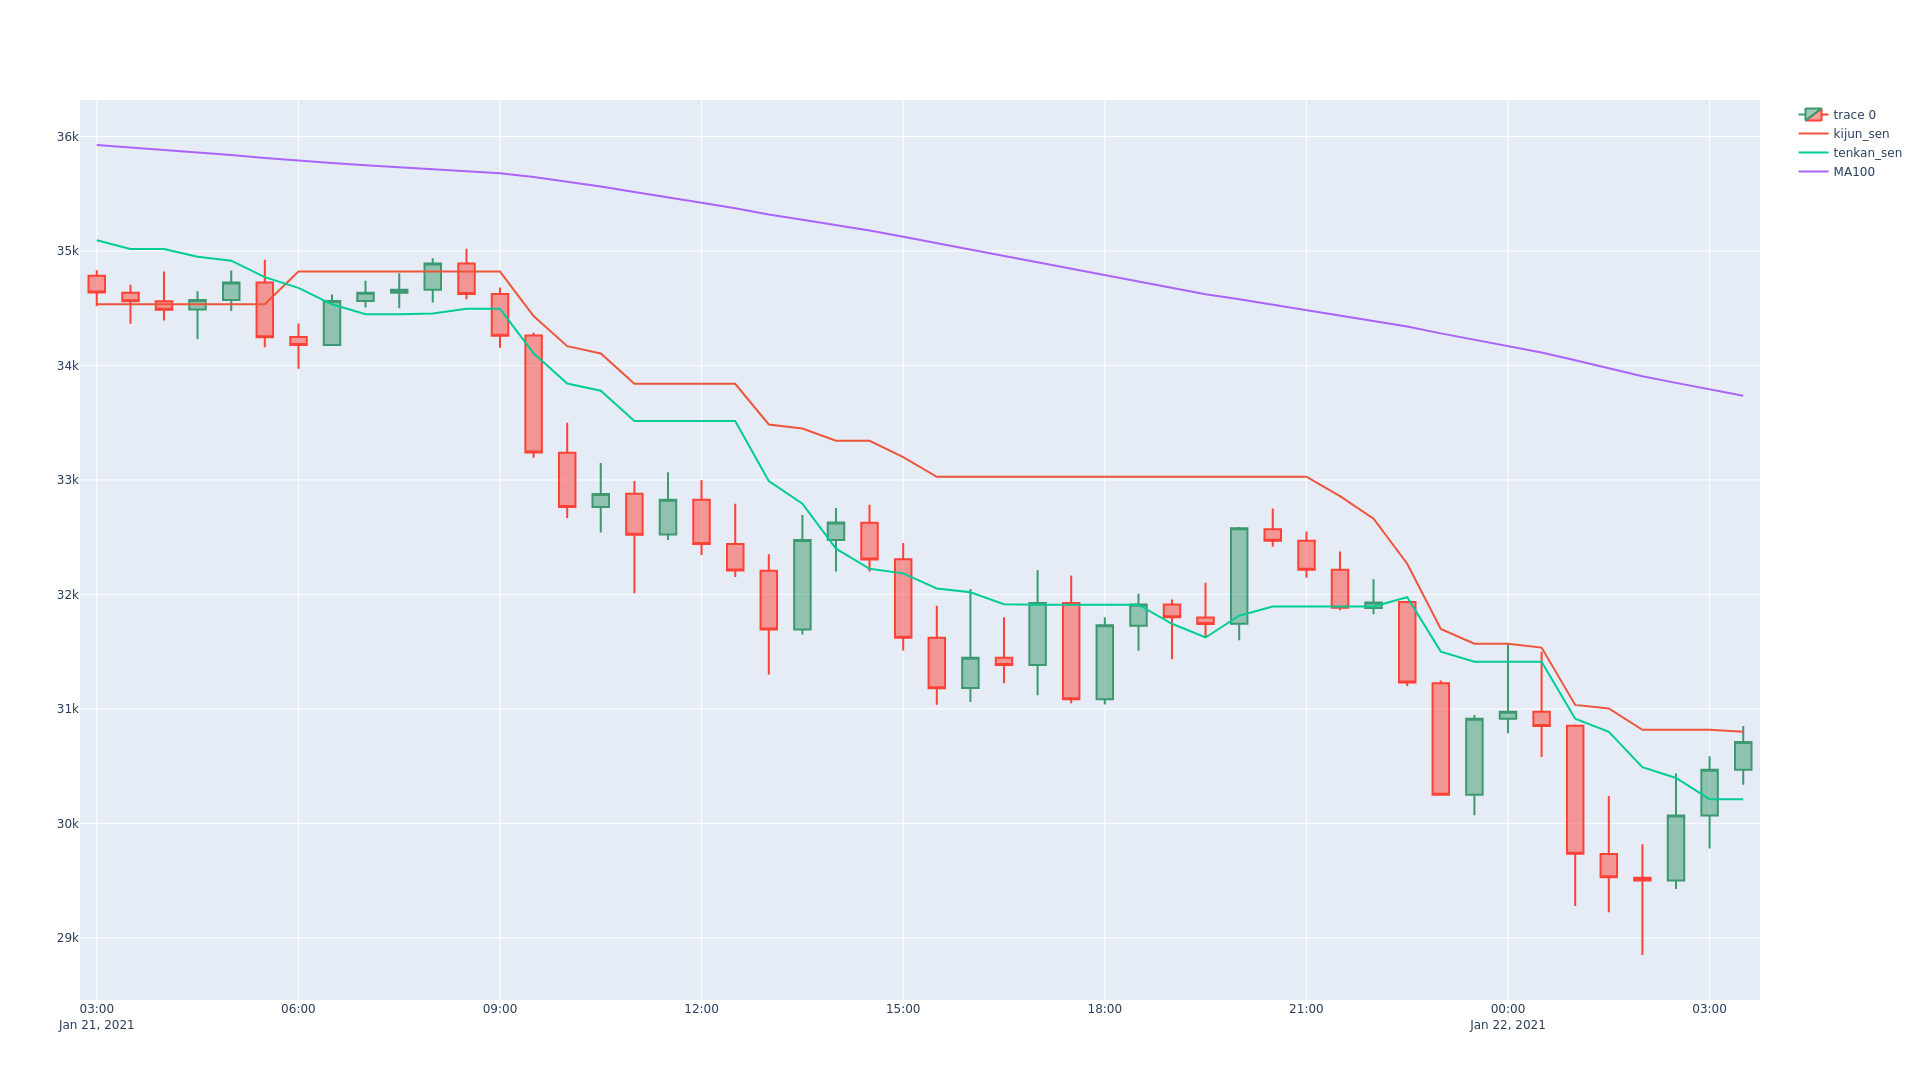 36k
35k
34k
33k
32k
31k
30k
29k
03:00
Jan 21, 2021
06:00
09:00
12:00
15:00
18:00
21:00
00:00
Jan 22, 2021
03:00
trace 0
kijun_sen
tenkan_sen
MA100